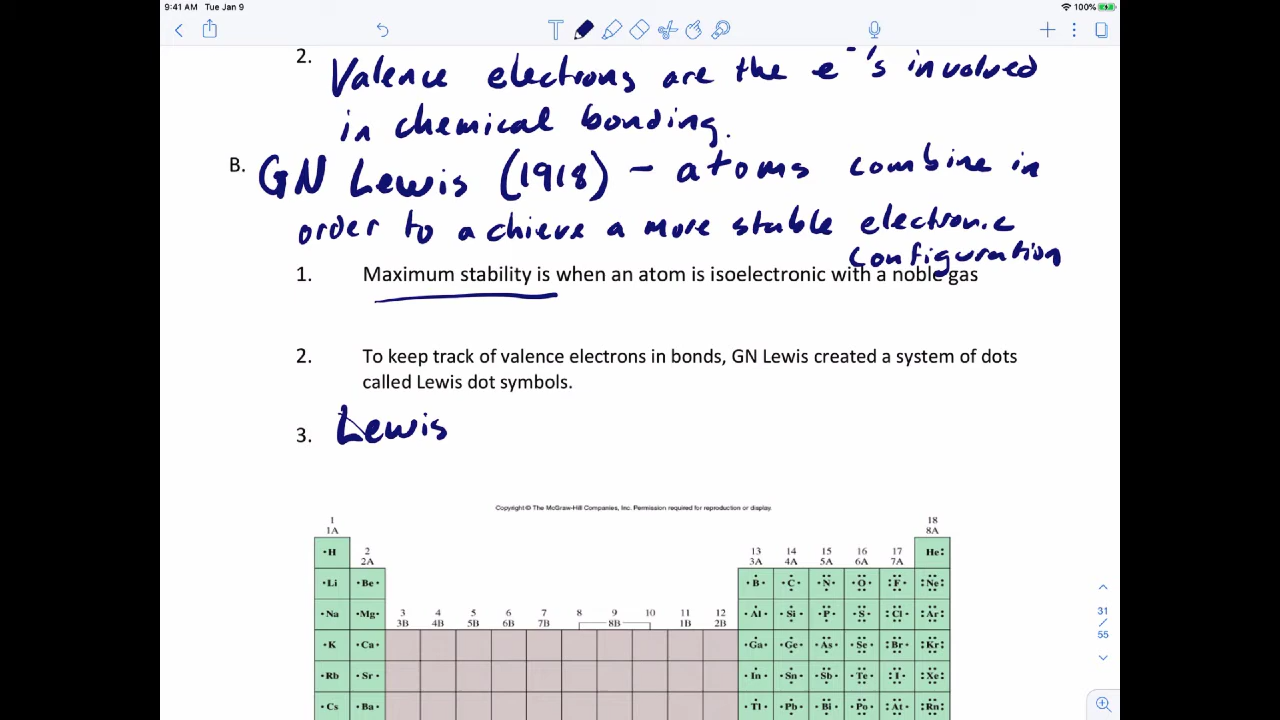 9:41 AM Tue Jan 9
100%
2. Valence electrons are the e⁻'s involved
in chemical bonding.
B. GN Lewis (1918) - atoms combine in
order to achieve a more stable electronic
configuration
1. Maximum stability is when an atom is isoelectronic with a noble gas
2. To keep track of valence electrons in bonds, GN Lewis created a system of dots
called Lewis dot symbols.
3. Lewis
Copyright © The McGraw-Hill Companies, Inc. Permission required for reproduction or display.
1 18
1A 8A
·H 2 13 14 15 16 17 He:
2A 3A 4A 5A 6A 7A
·Li ·Be· B C N O F Ne
·Na ·Mg· 3 4 5 6 7 8 9 10 11 12 Al Si P S Cl Ar
3B 4B 5B 6B 7B 8B 1B 2B
·K ·Ca· Ga Ge As Se Br Kr
·Rb ·Sr· In Sn Sb Te I Xe
·Cs ·Ba· Tl Pb Bi Po At Rn
31
/
55